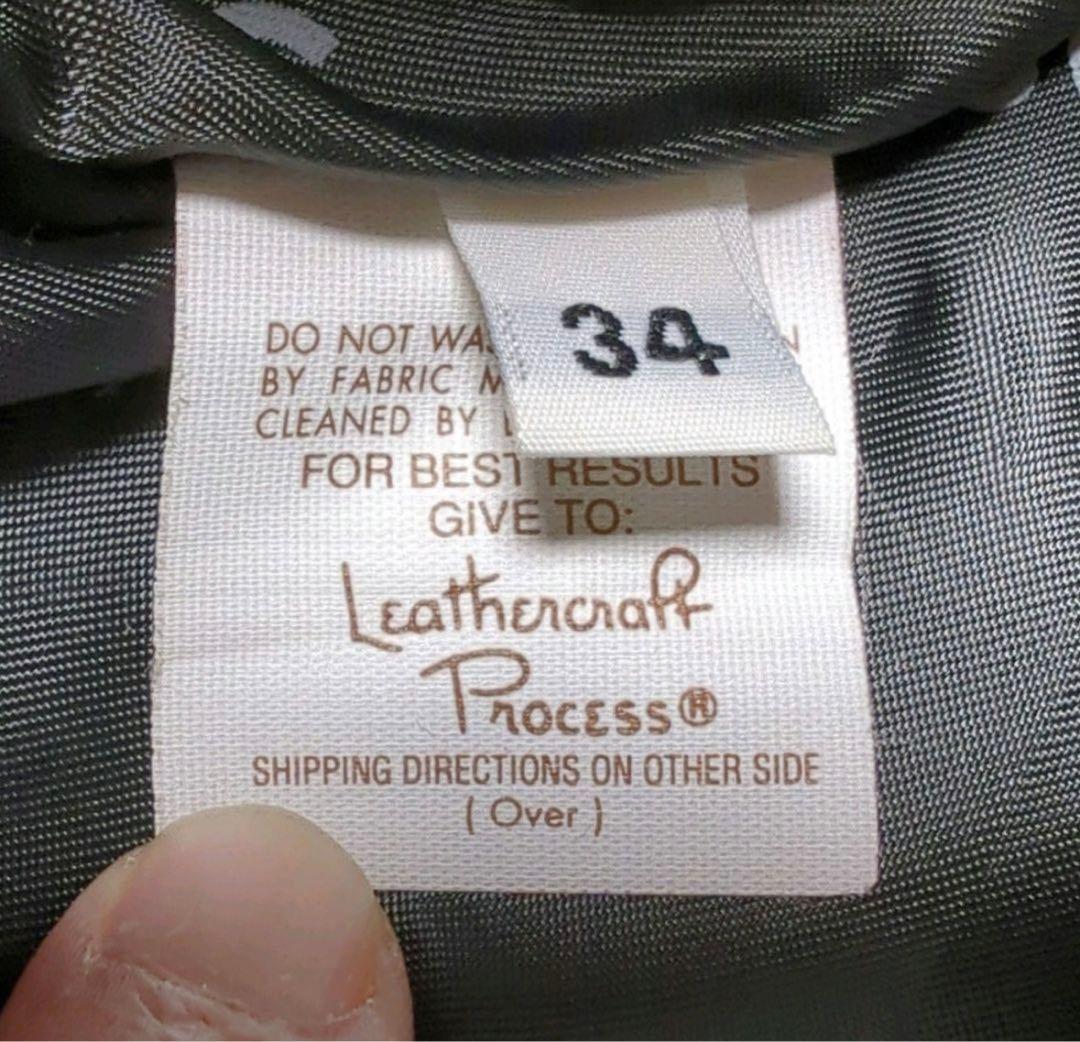 34
DO NOT
BY FABRIC
CLEANED BY
FOR BEST RESULTS
GIVE TO:
Leathercraft
Process®
SHIPPING DIRECTIONS ON OTHER SIDE
( Over )